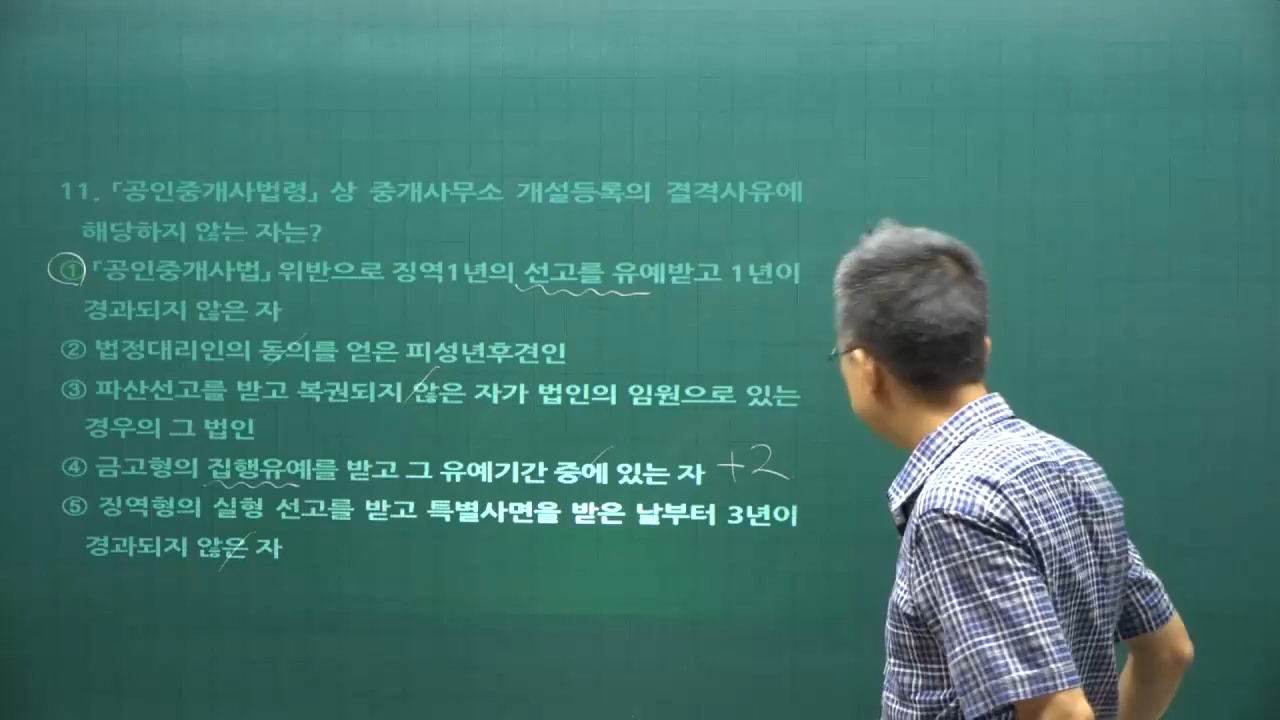 11. 「공인중개사법령」 상 중개사무소 개설등록의 결격사유에
해당하지 않는 자는?
① 「공인중개사법」 위반으로 징역1년의 선고를 유예받고 1년이
경과되지 않은 자
② 법정대리인의 동의를 얻은 피성년후견인
③ 파산선고를 받고 복권되지 않은 자가 법인의 임원으로 있는
경우의 그 법인
④ 금고형의 집행유예를 받고 그 유예기간 중에 있는 자 +2
⑤ 징역형의 실형 선고를 받고 특별사면을 받은 날부터 3년이
경과되지 않은 자